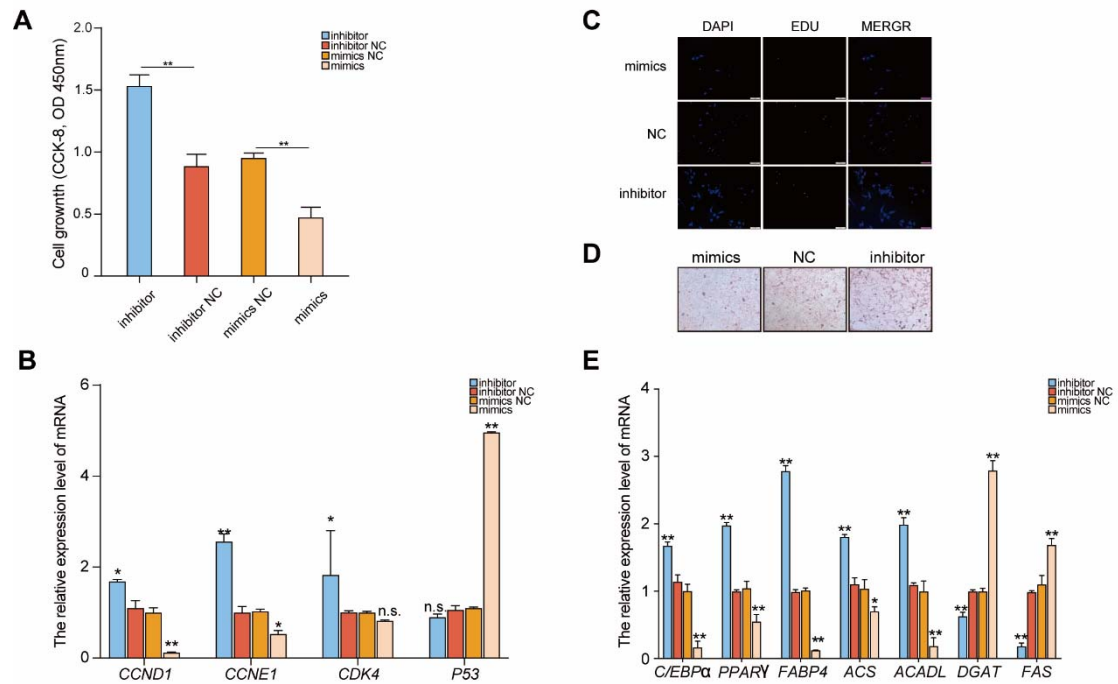 A
Cell grownth (CCK-8, OD 450nm)
2.0
1.5
1.0
0.5
0
**
**
inhibitor
inhibitor NC
mimics NC
mimics
inhibitor
inhibitor NC
mimics NC
mimics
C
DAPI EDU MERGR
mimics
NC
inhibitor
D
mimics NC inhibitor
B
The relative expression level of mRNA
6
4
2
0
inhibitor
inhibitor NC
mimics NC
mimics
* ** ** * * n.s. n.s. **
CCND1 CCNE1 CDK4 P53
E
The relative expression level of mRNA
4
3
2
1
0
inhibitor
inhibitor NC
mimics NC
mimics
** ** ** ** ** ** ** * ** ** ** ** ** **
C/EBPα PPARγ FABP4 ACS ACADL DGAT FAS